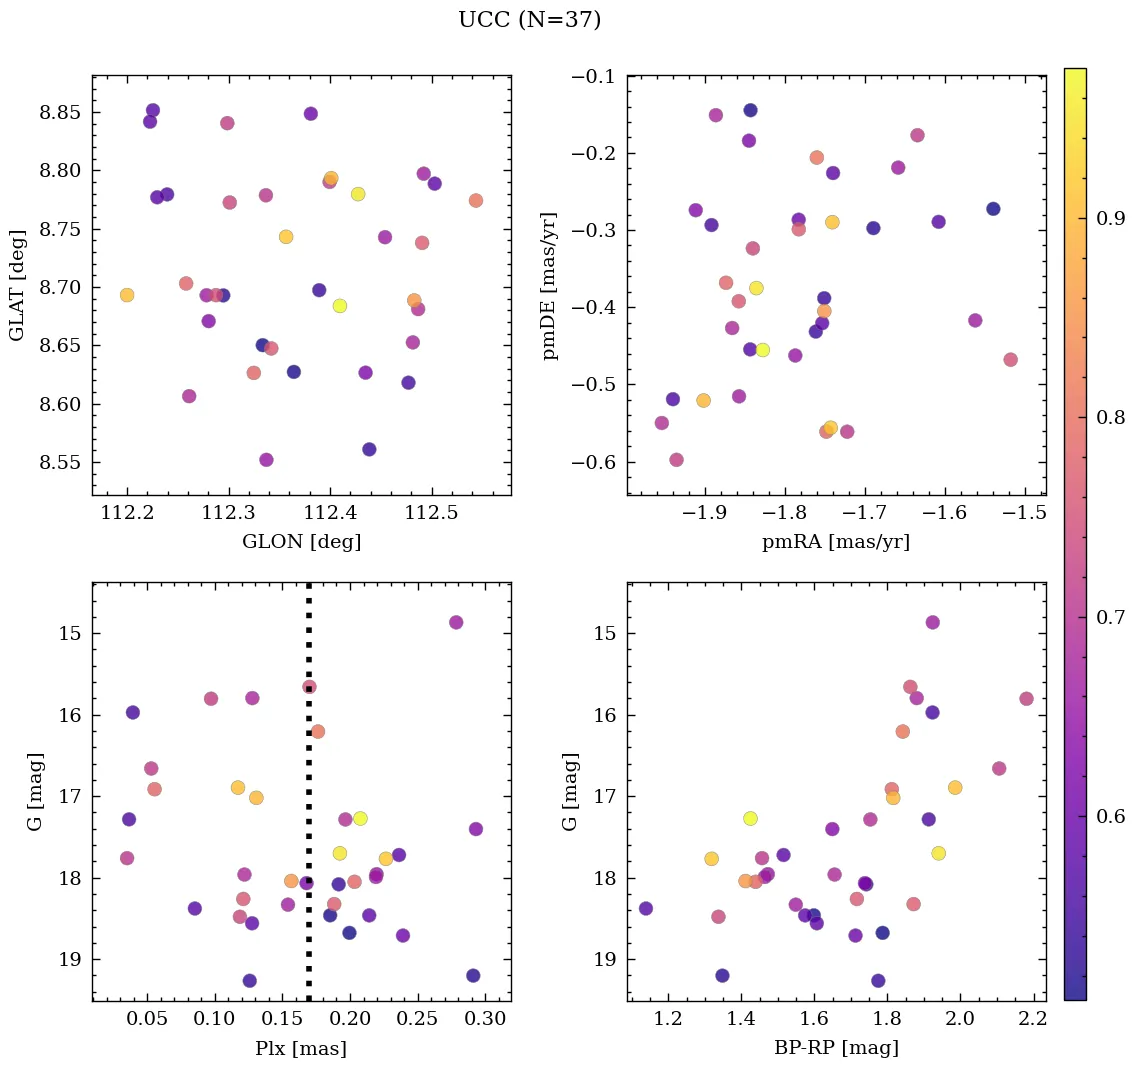 UCC (N=37)
8.85
8.80
8.75
8.70
8.65
8.60
8.55
GLAT [deg]
112.2 112.3 112.4 112.5
GLON [deg]
−0.1
−0.2
−0.3
−0.4
−0.5
−0.6
pmDE [mas/yr]
−1.9 −1.8 −1.7 −1.6 −1.5
pmRA [mas/yr]
0.9
0.8
0.7
0.6
15
16
17
18
19
G [mag]
0.05 0.10 0.15 0.20 0.25 0.30
Plx [mas]
15
16
17
18
19
G [mag]
1.2 1.4 1.6 1.8 2.0 2.2
BP-RP [mag]